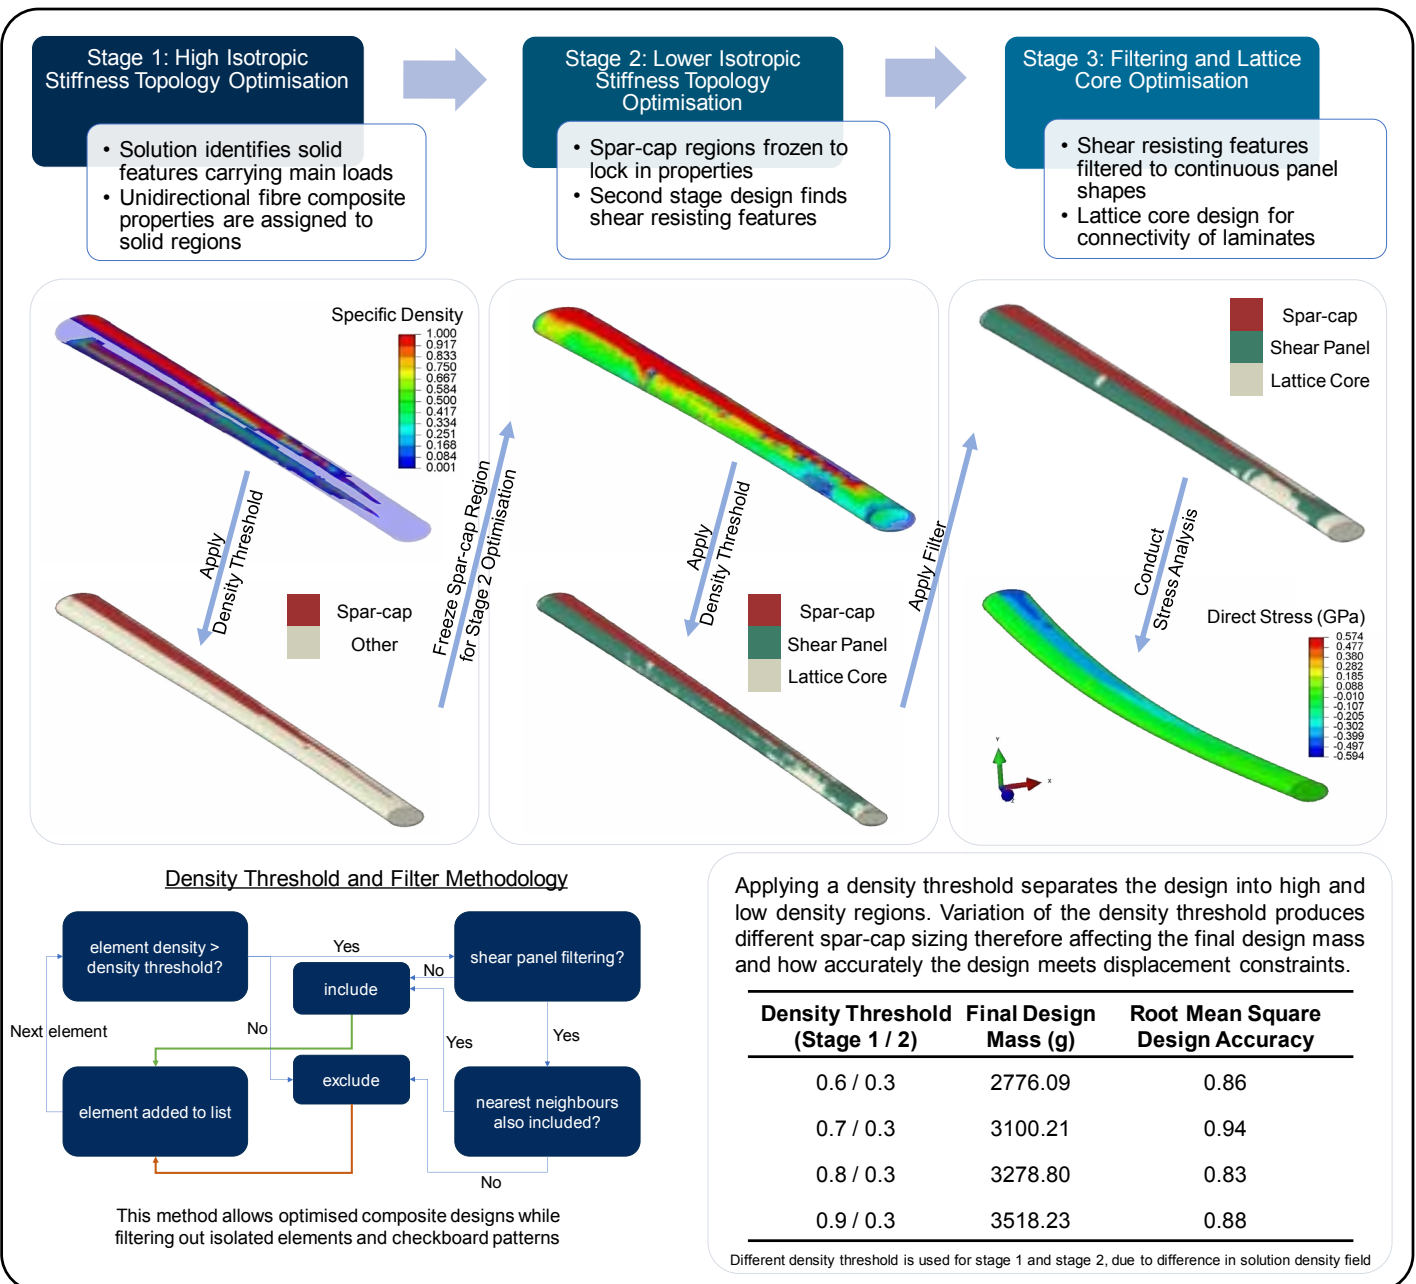 Stage 1: High Isotropic
Stiffness Topology Optimisation
• Solution identifies solid
features carrying main loads
• Unidirectional fibre composite
properties are assigned to
solid regions
Stage 2: Lower Isotropic
Stiffness Topology
Optimisation
• Spar-cap regions frozen to
lock in properties
• Second stage design finds
shear resisting features
Stage 3: Filtering and Lattice
Core Optimisation
• Shear resisting features
filtered to continuous panel
shapes
• Lattice core design for
connectivity of laminates
Specific Density
1.000
0.917
0.833
0.750
0.667
0.584
0.500
0.417
0.334
0.251
0.168
0.084
0.001
Apply
Density Threshold
Spar-cap
Other
Freeze Spar-cap Region
for Stage 2 Optimisation
Apply
Density Threshold
Spar-cap
Shear Panel
Lattice Core
Apply Filter
Spar-cap
Shear Panel
Lattice Core
Conduct
Stress Analysis
Direct Stress (GPa)
0.574
0.477
0.380
0.282
0.185
0.088
-0.010
-0.107
-0.205
-0.302
-0.399
-0.497
-0.594
Y
X
Z
Density Threshold and Filter Methodology
element density >
density threshold?
Yes
shear panel filtering?
No
include
Next element
No
Yes
Yes
exclude
element added to list
nearest neighbours
also included?
No
This method allows optimised composite designs while
filtering out isolated elements and checkboard patterns
Applying a density threshold separates the design into high and
low density regions. Variation of the density threshold produces
different spar-cap sizing therefore affecting the final design mass
and how accurately the design meets displacement constraints.
Density Threshold Final Design Root Mean Square
(Stage 1 / 2) Mass (g) Design Accuracy
0.6 / 0.3 2776.09 0.86
0.7 / 0.3 3100.21 0.94
0.8 / 0.3 3278.80 0.83
0.9 / 0.3 3518.23 0.88
Different density threshold is used for stage 1 and stage 2, due to difference in solution density field